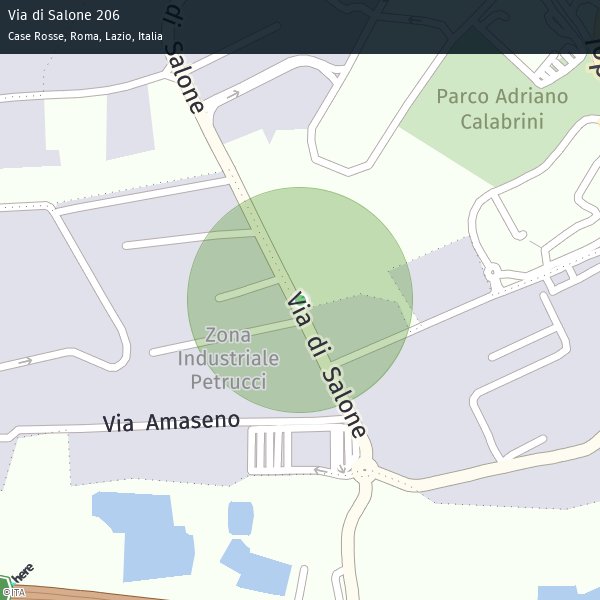 Via di Salone 206
Case Rosse, Roma, Lazio, Italia
di Salone
Parco Adriano
Calabrini
Via di Salone
Zona
Industriale
Petrucci
Via Amaseno
here
©ITA